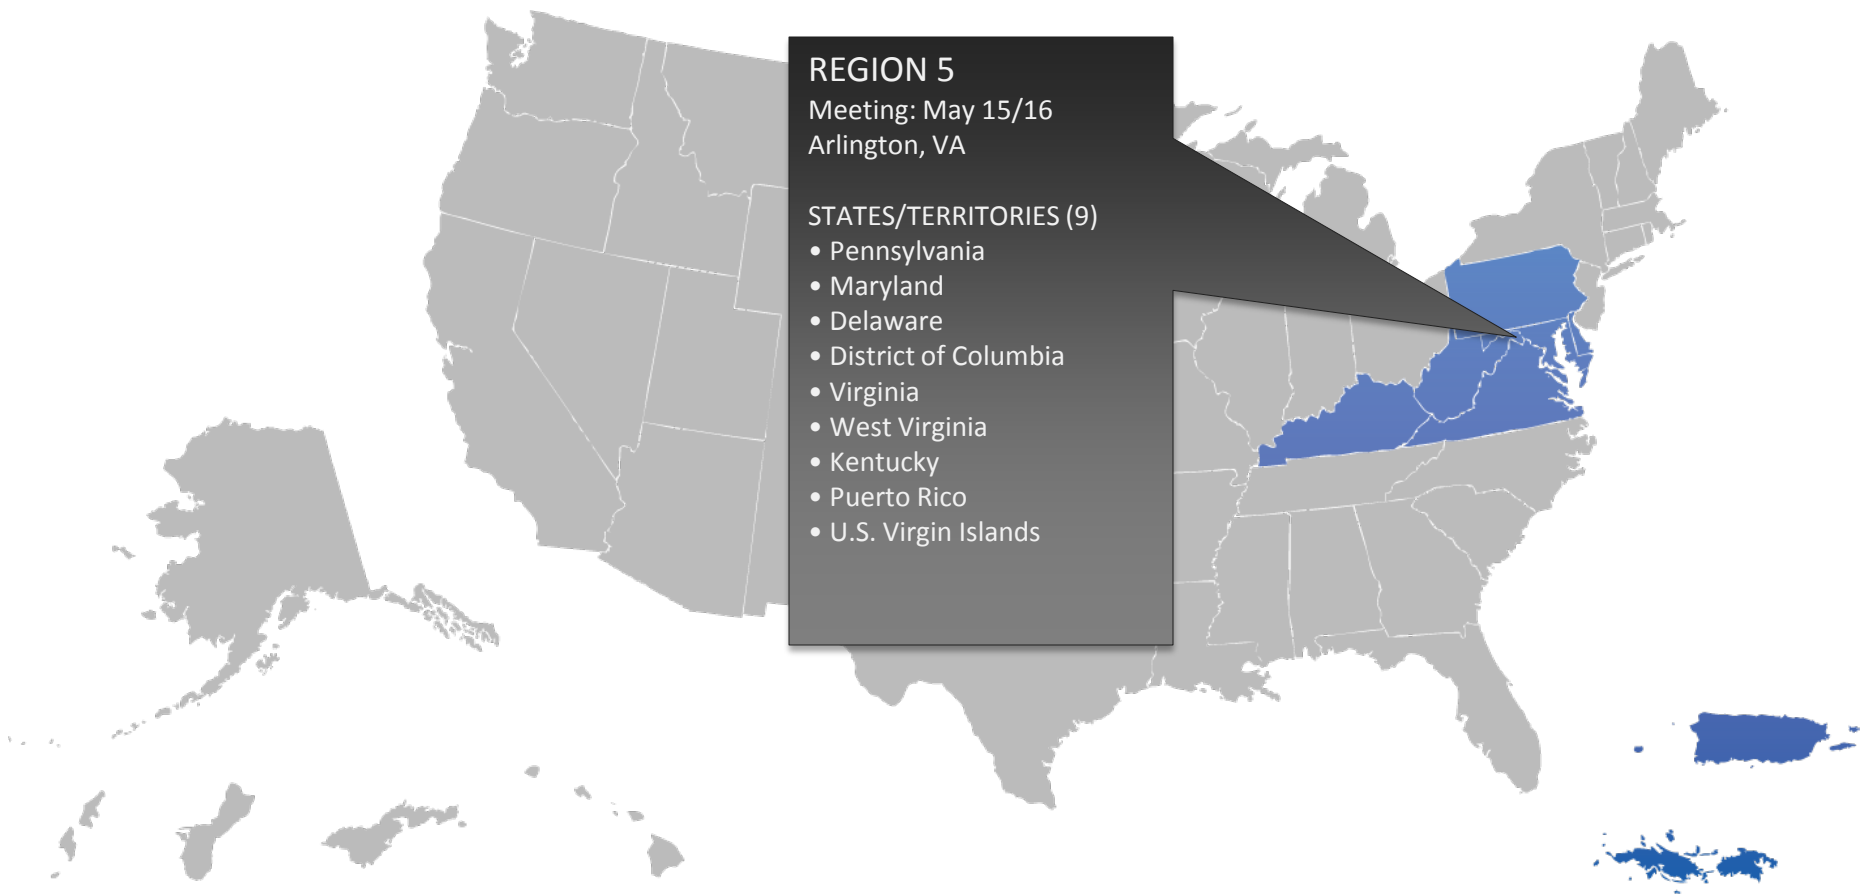 REGION 5
Meeting: May 15/16
Arlington, VA
STATES/TERRITORIES (9)
• Pennsylvania
• Maryland
• Delaware
• District of Columbia
• Virginia
• West Virginia
• Kentucky
• Puerto Rico
• U.S. Virgin Islands